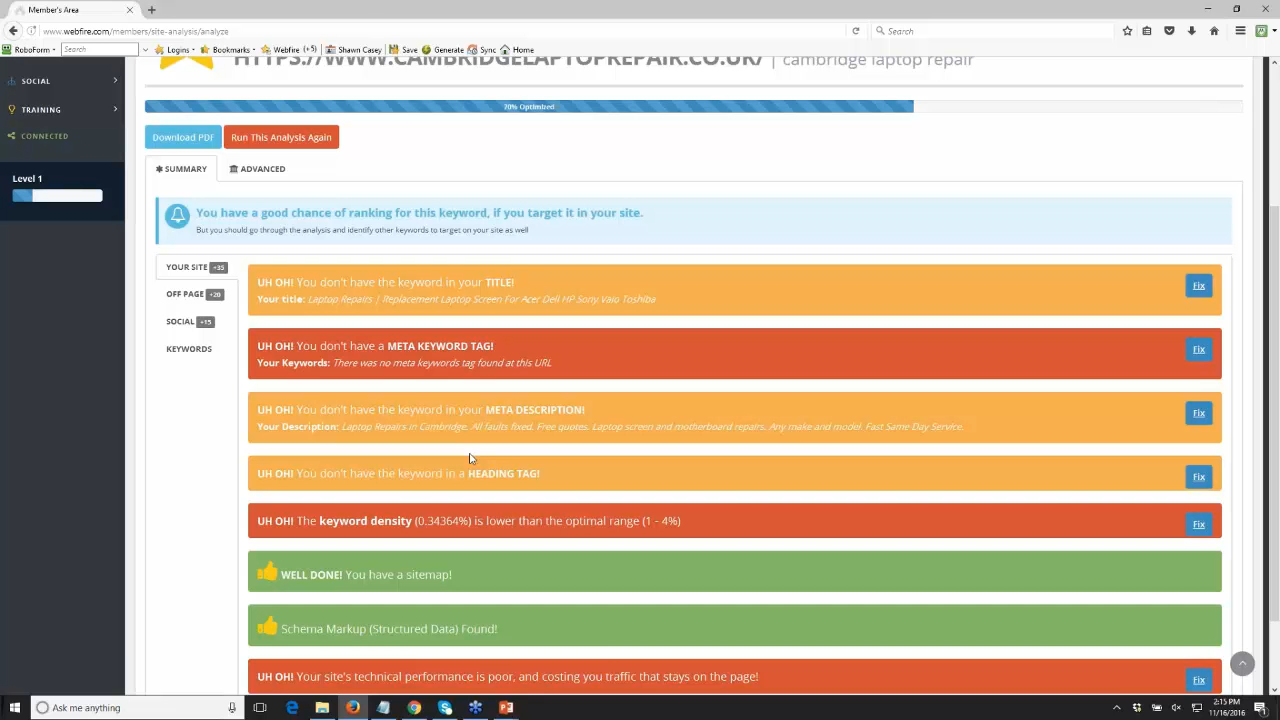 Member's Area
www.webfire.com/members/site-analysis/analyze
Search
RoboForm Search Logins Bookmarks Webfire (+5) Shawn Casey Save Generate Sync Home
HTTPS://WWW.CAMBRIDGELAPTOPREPAIR.CO.UK/ | cambridge laptop repair
SOCIAL
TRAINING
CONNECTED
Level 1
70% Optimized
Download PDF Run This Analysis Again
SUMMARY ADVANCED
You have a good chance of ranking for this keyword, if you target it in your site.
But you should go through the analysis and identify other keywords to target on your site as well
YOUR SITE +35
OFF PAGE +20
SOCIAL +15
KEYWORDS
UH OH! You don't have the keyword in your TITLE! Fix
Your title: Laptop Repairs | Replacement Laptop Screen For Acer Dell HP Sony Vaio Toshiba
UH OH! You don't have a META KEYWORD TAG! Fix
Your Keywords: There was no meta keywords tag found at this URL
UH OH! You don't have the keyword in your META DESCRIPTION! Fix
Your Description: Laptop Repairs in Cambridge. All faults fixed. Free quotes. Laptop screen and motherboard repairs. Any make and model. Fast Same Day Service.
UH OH! You don't have the keyword in a HEADING TAG! Fix
UH OH! The keyword density (0.34364%) is lower than the optimal range (1 - 4%) Fix
WELL DONE! You have a sitemap!
Schema Markup (Structured Data) Found!
UH OH! Your site's technical performance is poor, and costing you traffic that stays on the page! Fix
Ask me anything
2:15 PM
11/16/2016